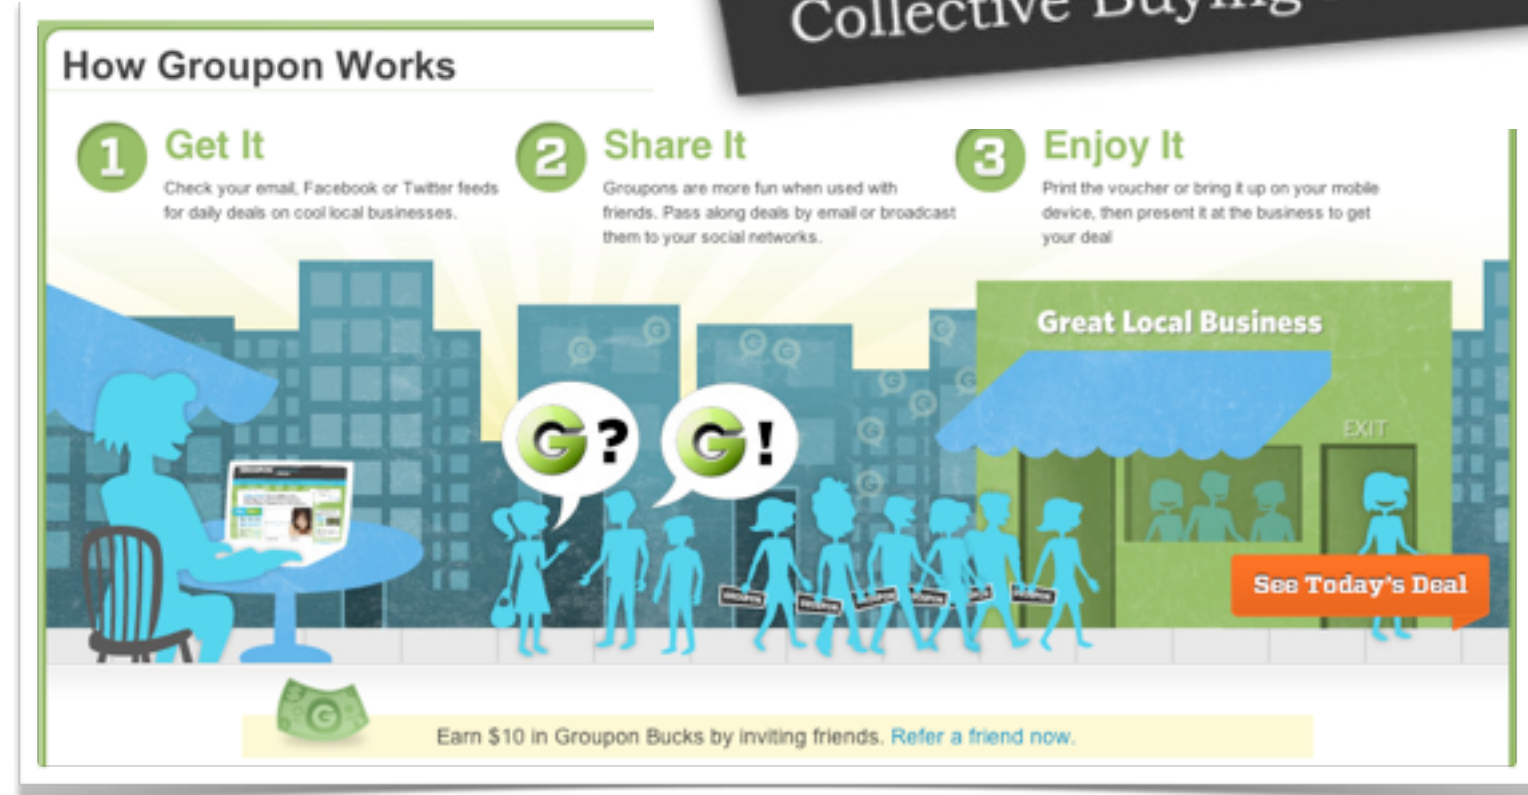 Collective Buying
How Groupon Works
1 Get It
Check your email, Facebook or Twitter feeds
for daily deals on cool local businesses.
2 Share It
Groupons are more fun when used with
friends. Pass along deals by email or broadcast
them to your social networks.
3 Enjoy It
Print the voucher or bring it up on your mobile
device, then present it at the business to get
your deal
Great Local Business
EXIT
G?
G!
GROUPON
See Today's Deal
Earn $10 in Groupon Bucks by inviting friends. Refer a friend now.